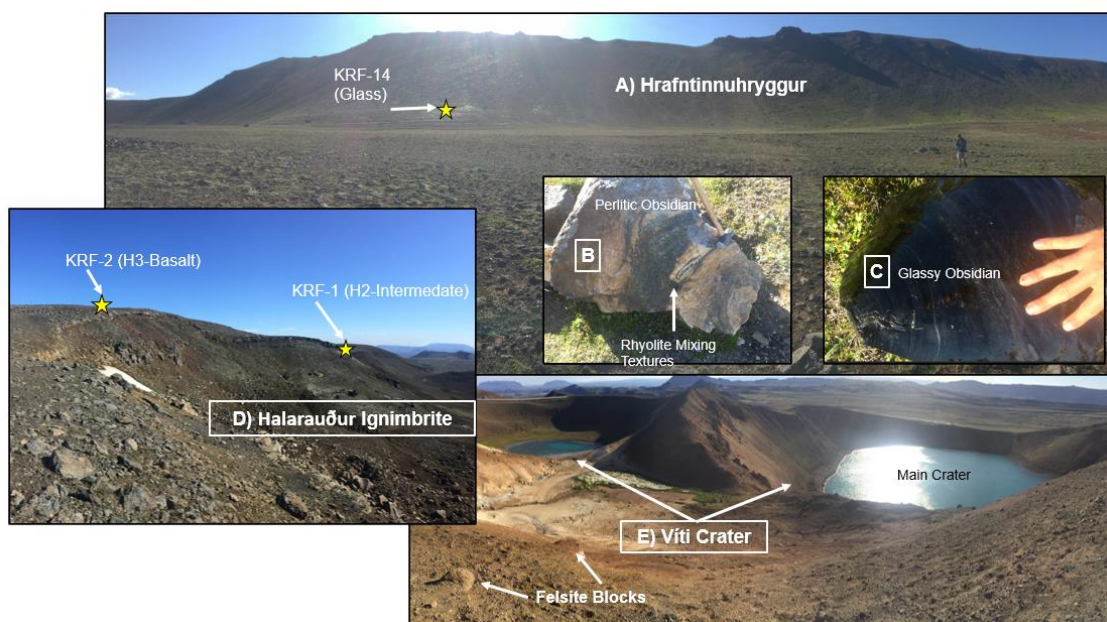 KRF-14
(Glass)
A) Hrafntinnuhryggur
Perlitic Obsidian
B
Rhyolite Mixing
Textures
C
Glassy Obsidian
KRF-2 (H3-Basalt)
KRF-1 (H2-Intermedate)
D) Halarauður Ignimbrite
Main Crater
E) Víti Crater
Felsite Blocks